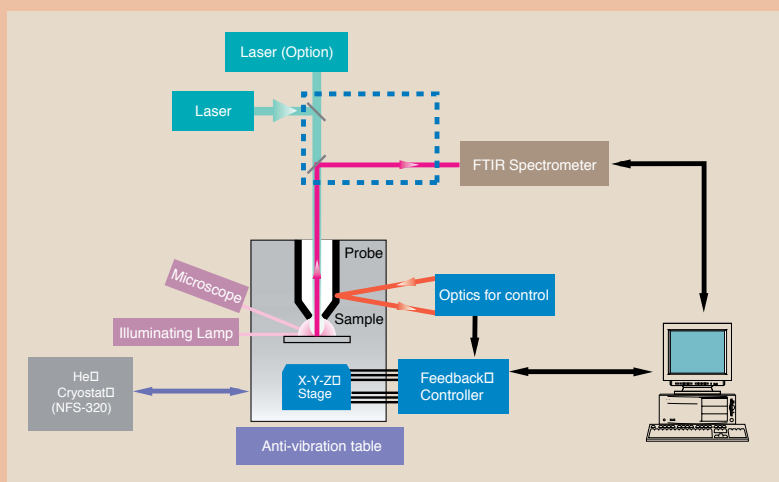 Laser (Option)
Laser
FTIR Spectrometer
Probe
Microscope
Optics for control
Sample
Illuminating Lamp
He□
Cryostat□
(NFS-320)
X-Y-Z□
Stage
Feedback□
Controller
Anti-vibration table